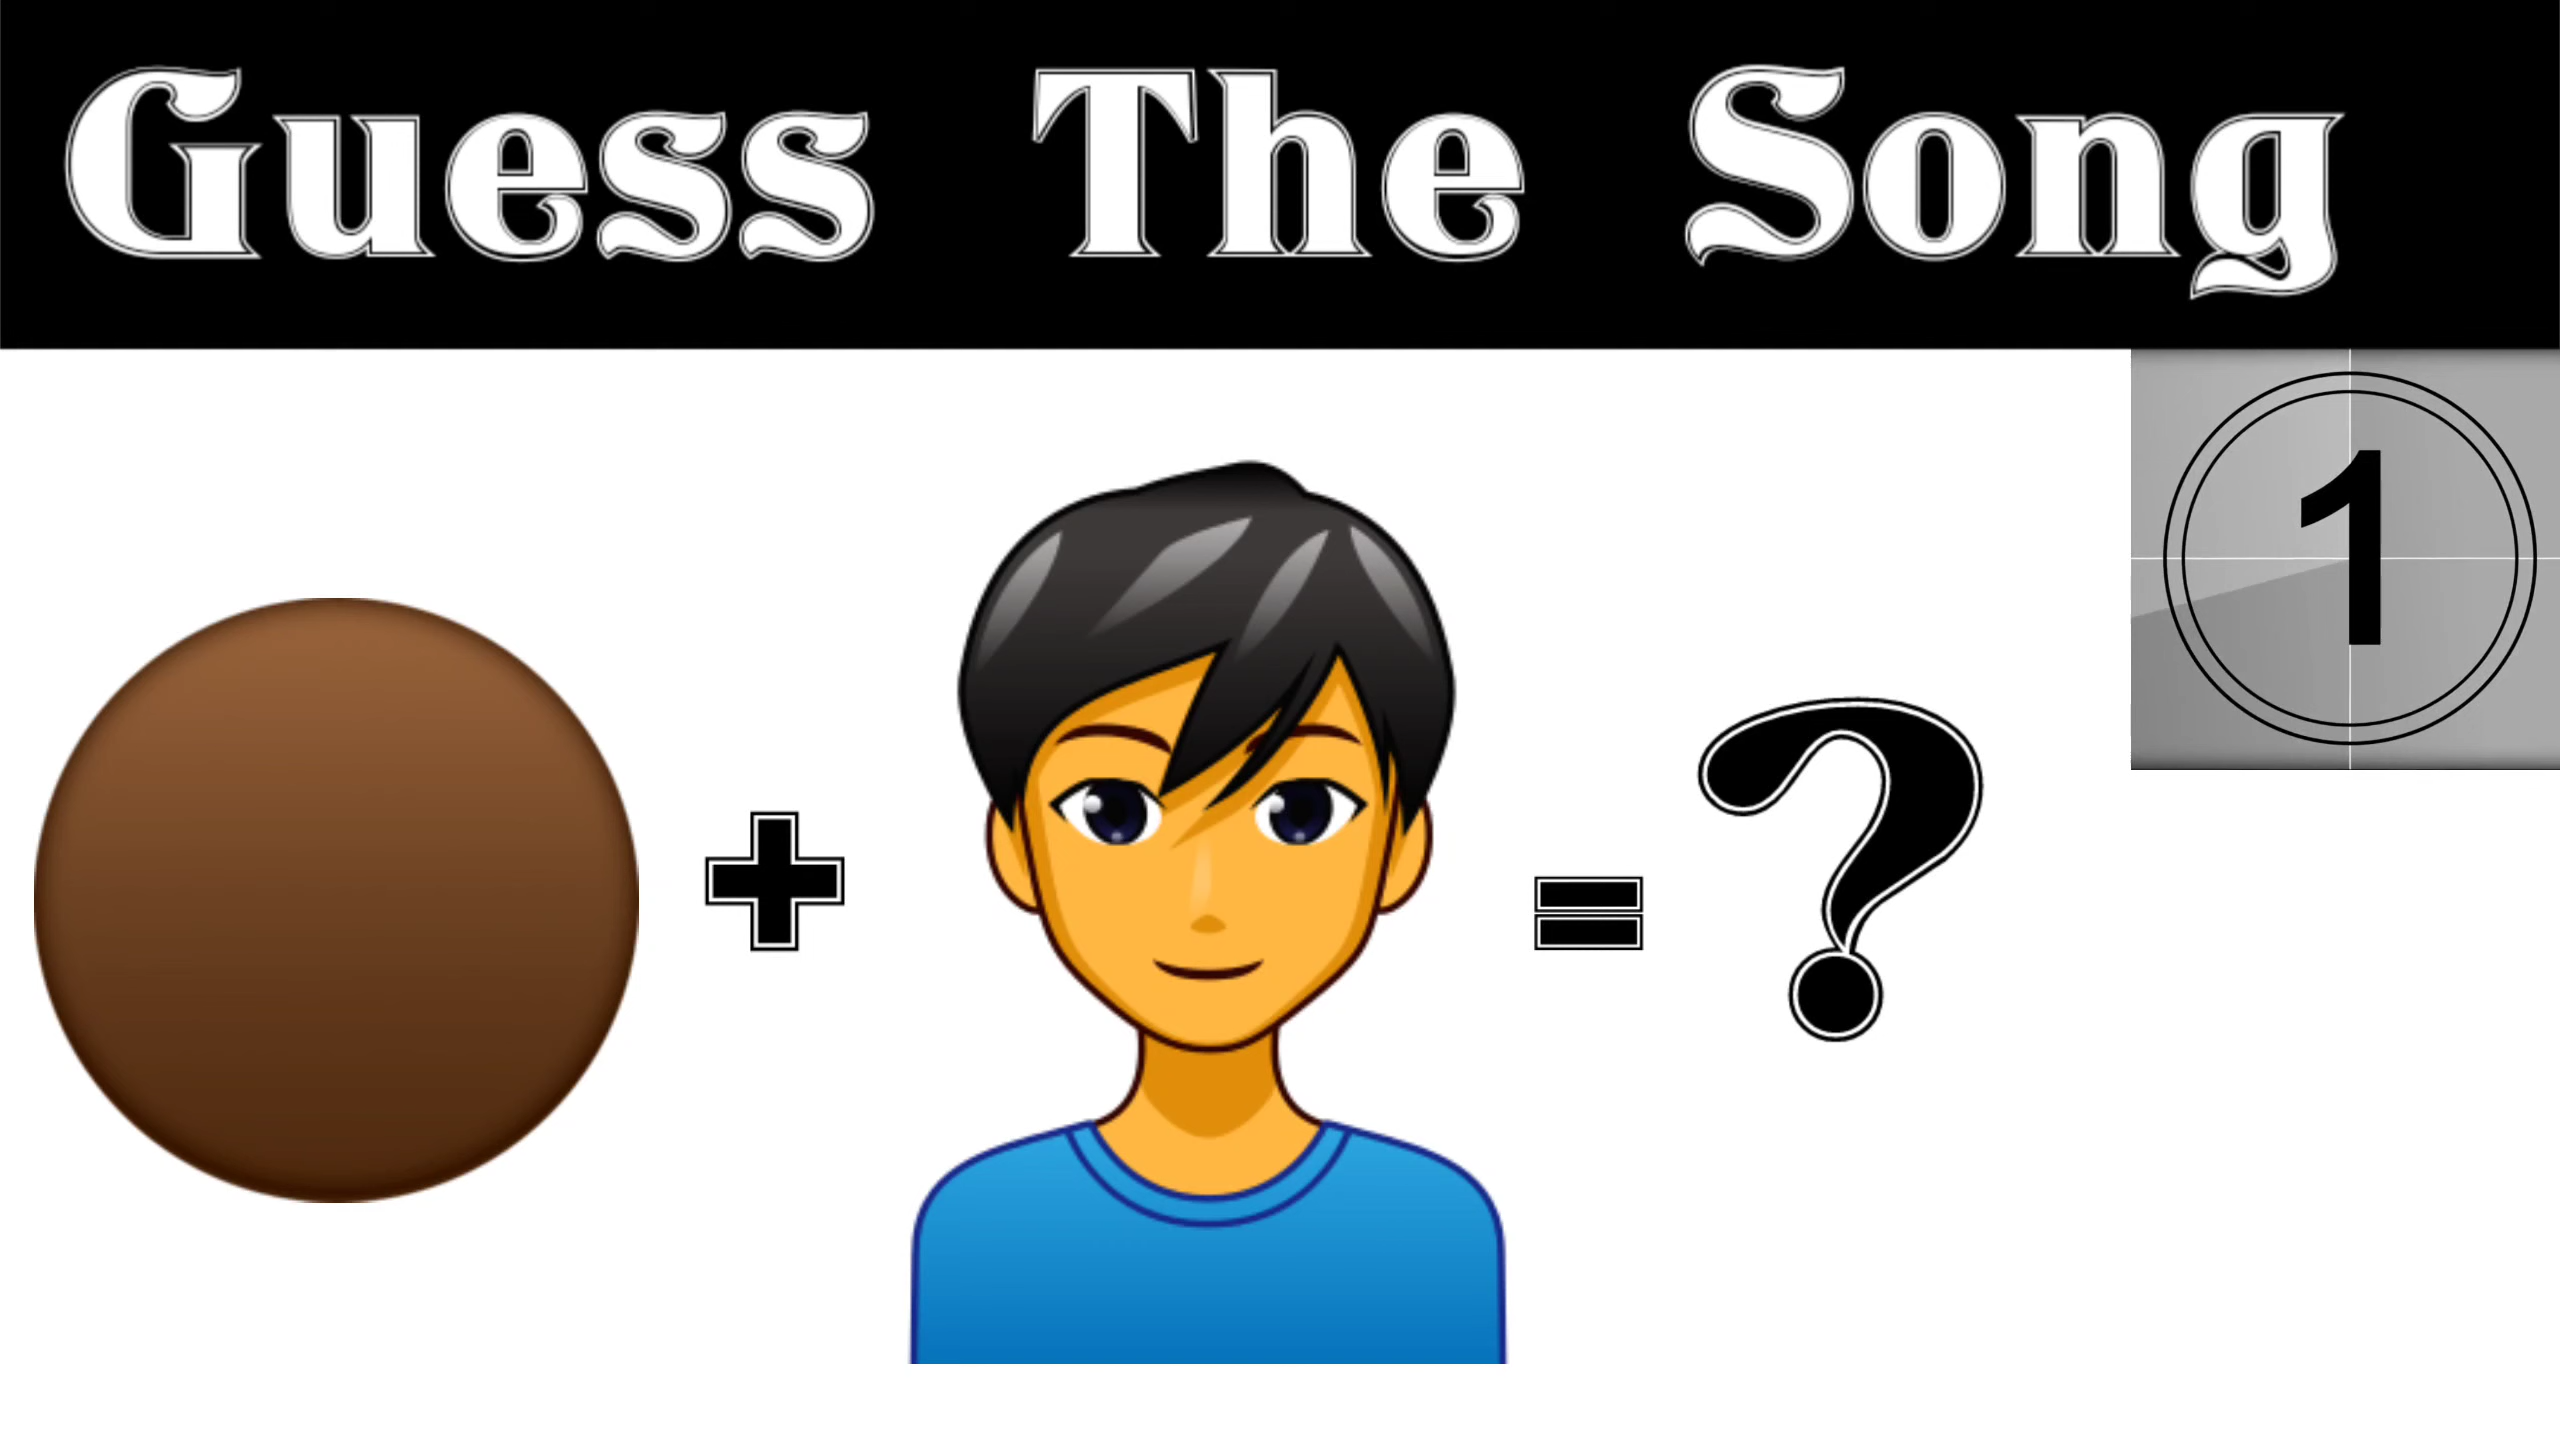 Guess The Song
1
+ = ?